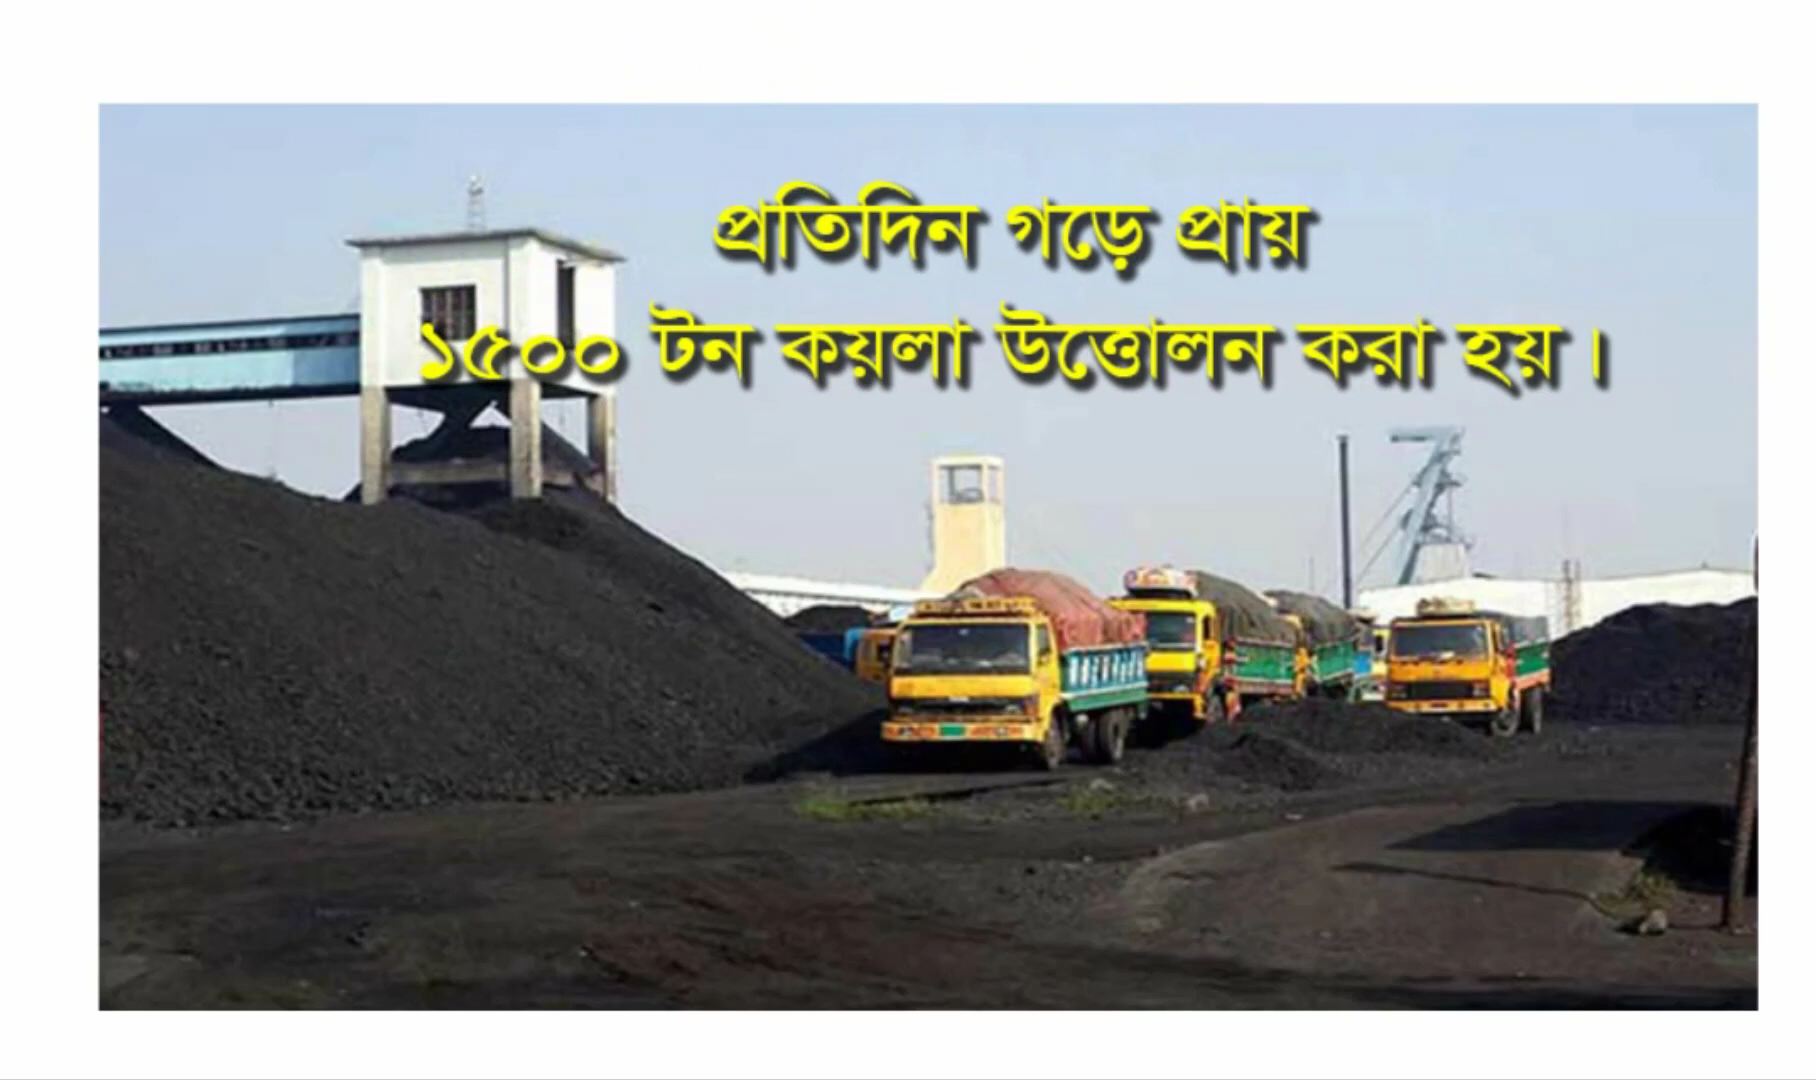 প্রতিদিন গড়ে প্রায়
১৫০০ টন কয়লা উত্তোলন করা হয়।